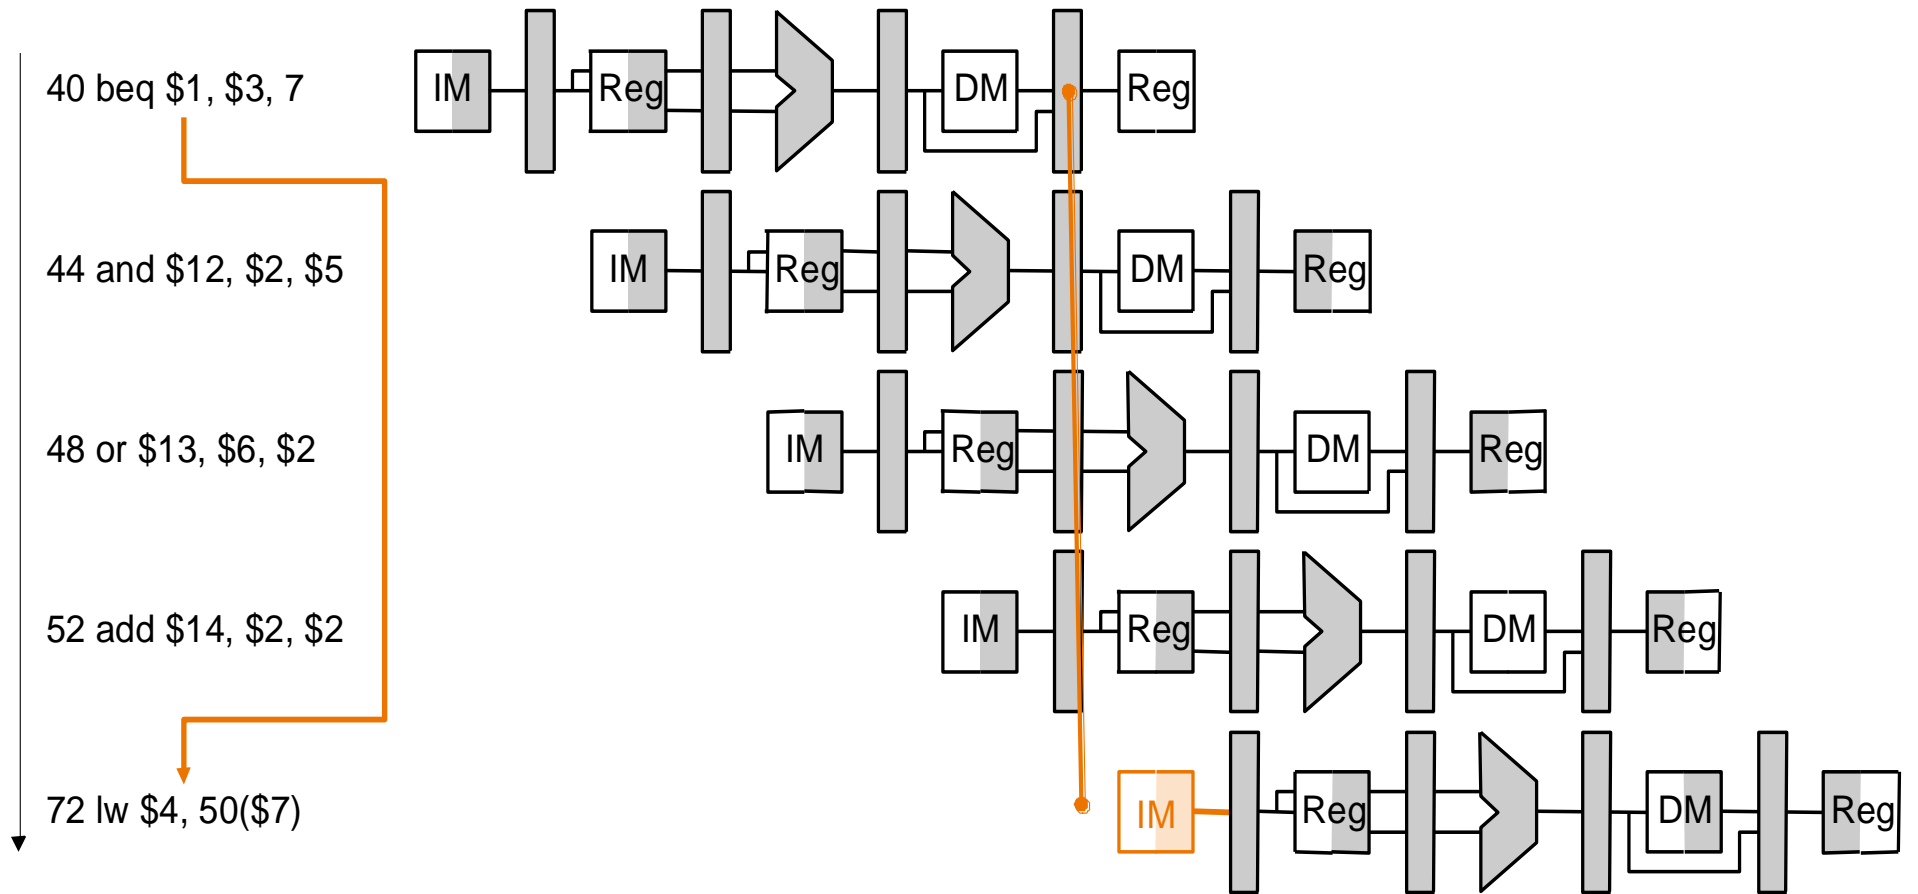 40 beq $1, $3, 7
IM Reg DM Reg
44 and $12, $2, $5
IM Reg DM Reg
48 or $13, $6, $2
IM Reg DM Reg
52 add $14, $2, $2
IM Reg DM Reg
72 lw $4, 50($7)
IM Reg DM Reg